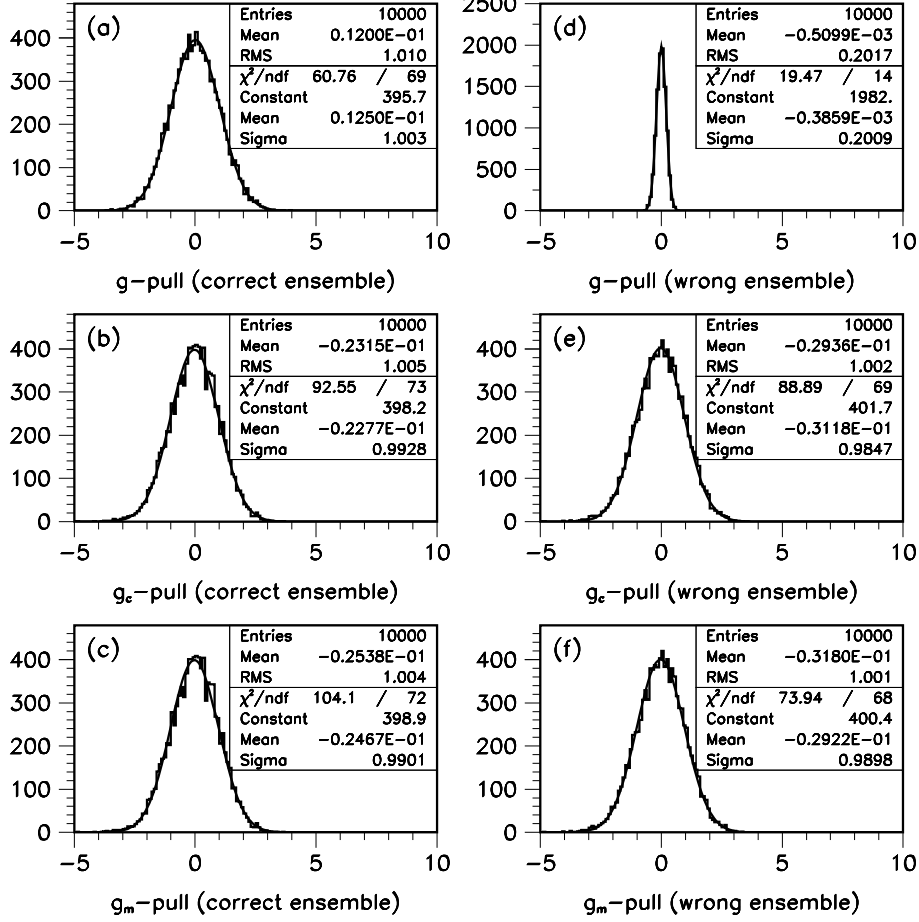 (a)
Entries 10000
Mean 0.1200E-01
RMS 1.010
χ²/ndf 60.76 / 69
Constant 395.7
Mean 0.1250E-01
Sigma 1.003
400
300
200
100
0
−5 0 5 10
g-pull (correct ensemble)
(d)
Entries 10000
Mean −0.5099E-03
RMS 0.2017
χ²/ndf 19.47 / 14
Constant 1982.
Mean −0.3859E-03
Sigma 0.2009
2500
2000
1500
1000
500
0
−5 0 5 10
g-pull (wrong ensemble)
(b)
Entries 10000
Mean −0.2315E-01
RMS 1.005
χ²/ndf 92.55 / 73
Constant 398.2
Mean −0.2277E-01
Sigma 0.9928
400
300
200
100
0
−5 0 5 10
g_c-pull (correct ensemble)
(e)
Entries 10000
Mean −0.2936E-01
RMS 1.002
χ²/ndf 88.89 / 69
Constant 401.7
Mean −0.3118E-01
Sigma 0.9847
400
300
200
100
0
−5 0 5 10
g_c-pull (wrong ensemble)
(c)
Entries 10000
Mean −0.2538E-01
RMS 1.004
χ²/ndf 104.1 / 72
Constant 398.9
Mean −0.2467E-01
Sigma 0.9901
400
300
200
100
0
−5 0 5 10
g_m-pull (correct ensemble)
(f)
Entries 10000
Mean −0.3180E-01
RMS 1.001
χ²/ndf 73.94 / 68
Constant 400.4
Mean −0.2922E-01
Sigma 0.9898
400
300
200
100
0
−5 0 5 10
g_m-pull (wrong ensemble)